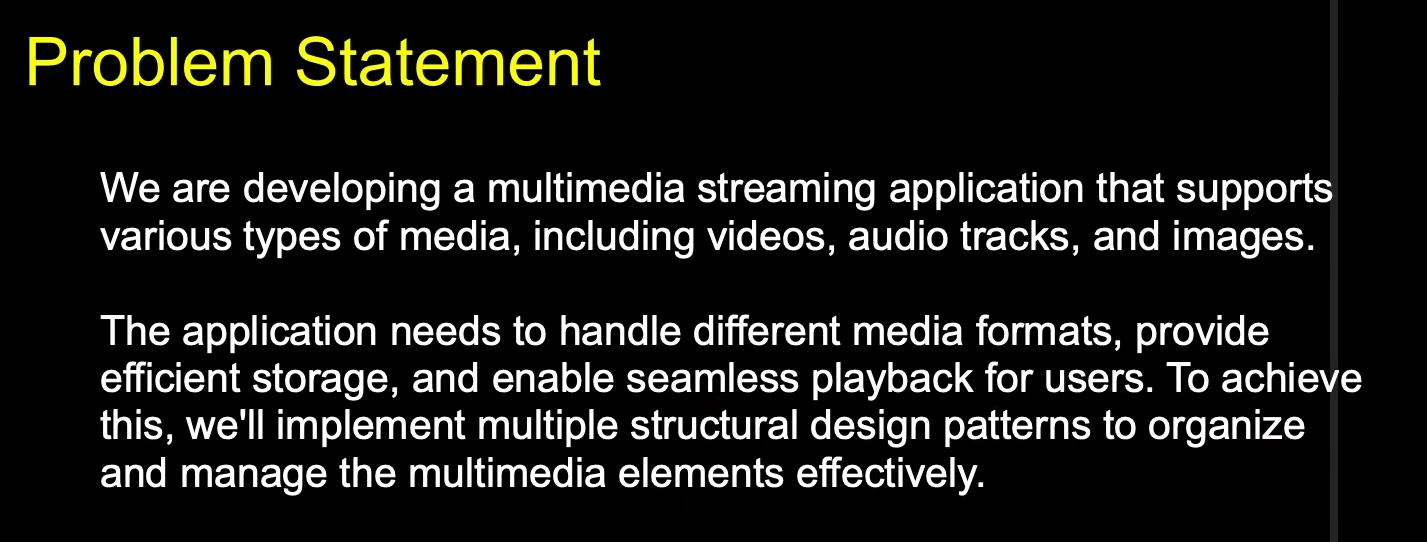 Problem Statement
We are developing a multimedia streaming application that supports
various types of media, including videos, audio tracks, and images.
The application needs to handle different media formats, provide
efficient storage, and enable seamless playback for users. To achieve
this, we'll implement multiple structural design patterns to organize
and manage the multimedia elements effectively.